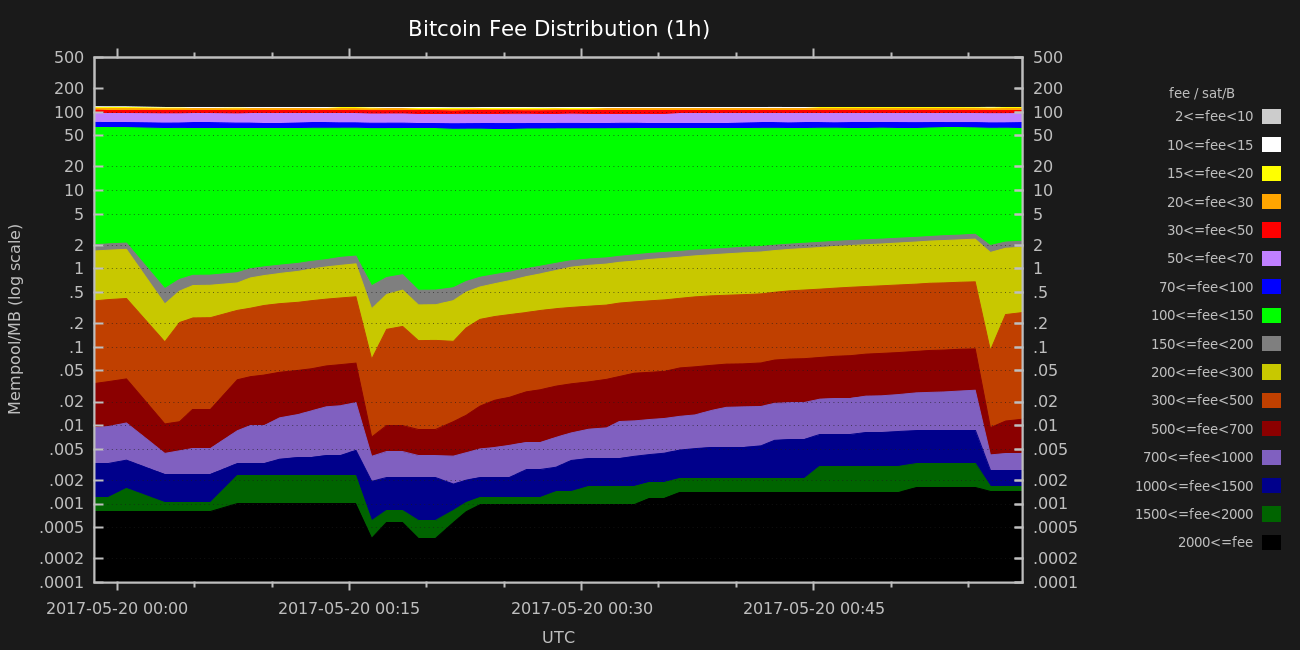 Bitcoin Fee Distribution (1h)
500 500
200 200
100 100
50 50
20 20
10 10
5 5
2 2
1 1
.5 .5
.2 .2
.1 .1
.05 .05
.02 .02
.01 .01
.005 .005
.002 .002
.001 .001
.0005 .0005
.0002 .0002
.0001 .0001
Mempool/MB (log scale)
2017-05-20 00:00 2017-05-20 00:15 2017-05-20 00:30 2017-05-20 00:45
UTC
fee / sat/B
2<=fee<10
10<=fee<15
15<=fee<20
20<=fee<30
30<=fee<50
50<=fee<70
70<=fee<100
100<=fee<150
150<=fee<200
200<=fee<300
300<=fee<500
500<=fee<700
700<=fee<1000
1000<=fee<1500
1500<=fee<2000
2000<=fee